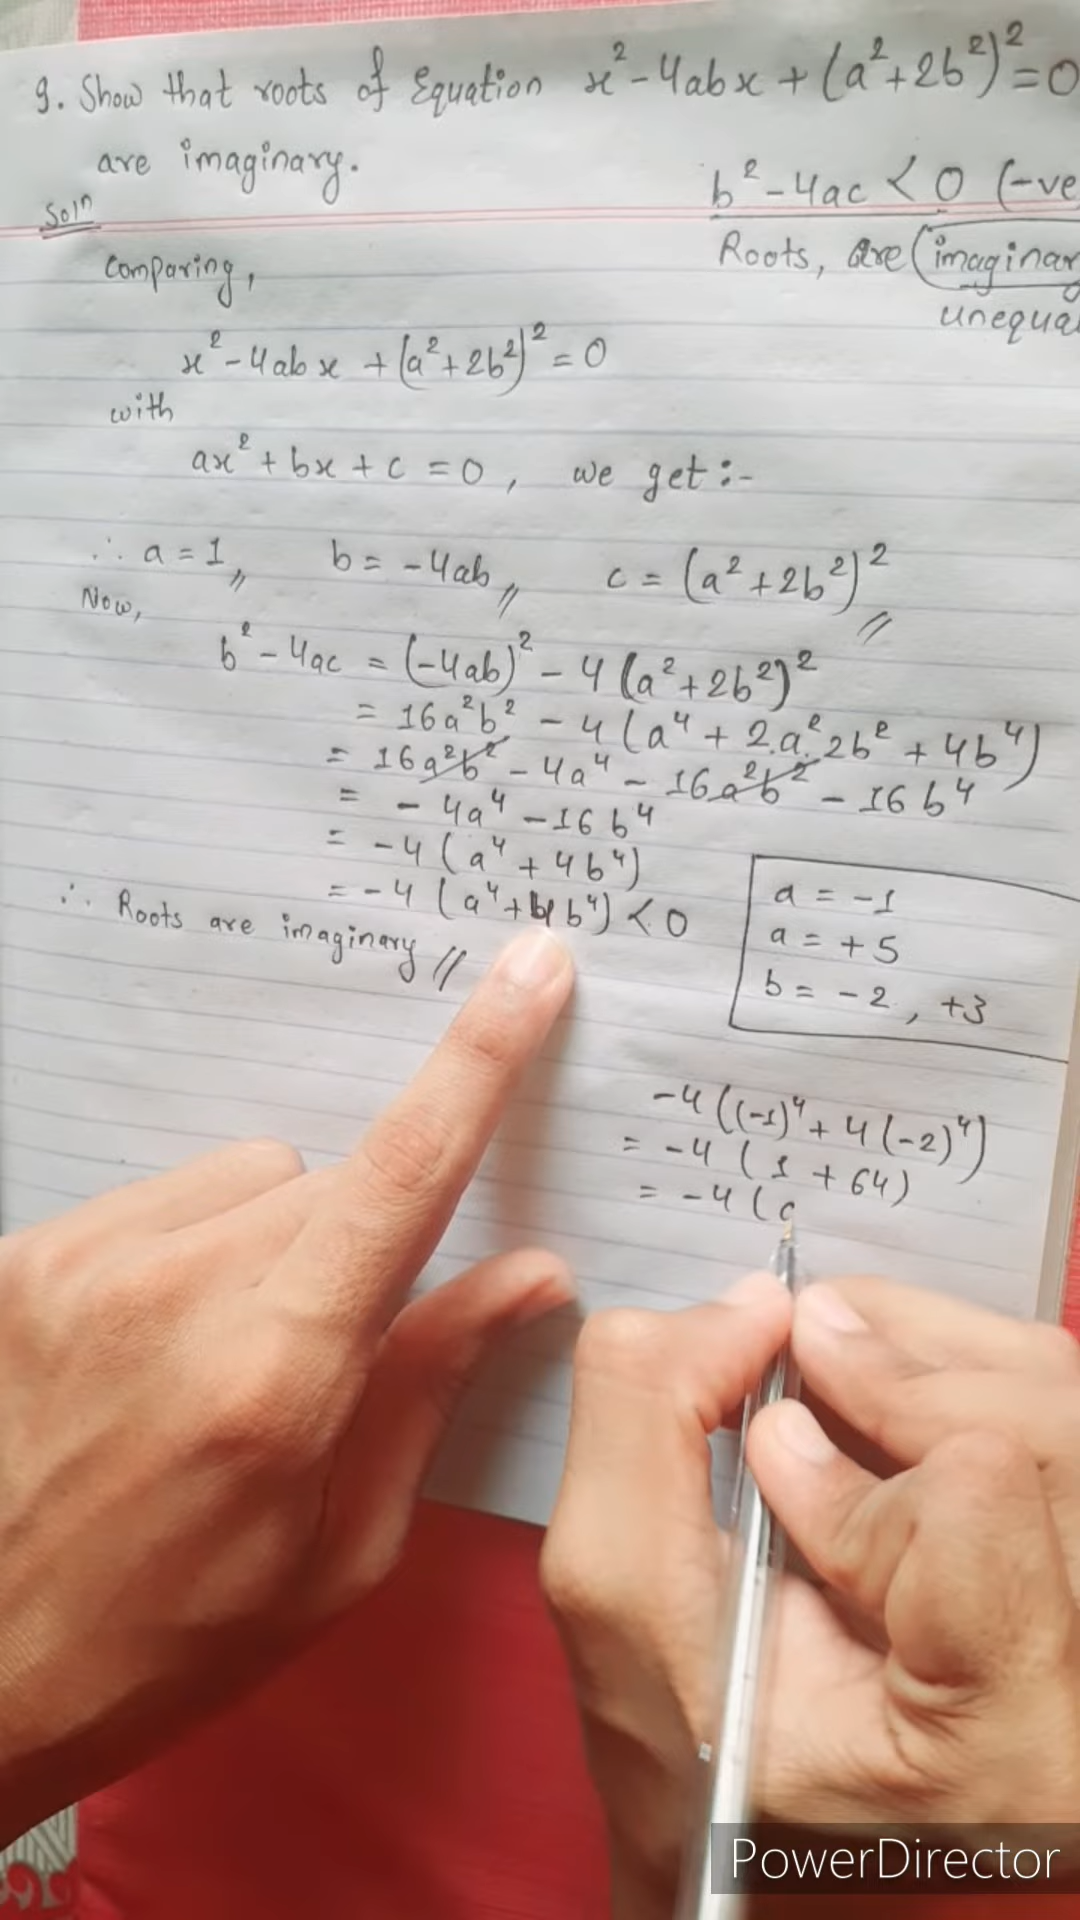 9. Show that roots of Equation x² - 4abx + (a² + 2b²)² = 0
are imaginary.
b² - 4ac < 0 (-ve
Soln
Roots, are (imaginar
unequal
Comparing,
x² - 4abx + (a² + 2b²)² = 0
with
ax² + bx + c = 0, we get :-
∴ a = 1,, b = -4ab,, c = (a² + 2b²)² //
Now,
b² - 4ac = (-4ab)² - 4(a² + 2b²)²
= 16a²b² - 4(a⁴ + 2.a².2b² + 4b⁴)
= 16a²b² - 4a⁴ - 16a²b² - 16b⁴
= -4a⁴ - 16b⁴
= -4(a⁴ + 4b⁴)
= -4(a⁴ + 4b⁴) < 0
∴ Roots are imaginary //
a = -1
a = +5
b = -2, +3
-4((-1)⁴ + 4(-2)⁴)
= -4(1 + 64)
= -4(
PowerDirector